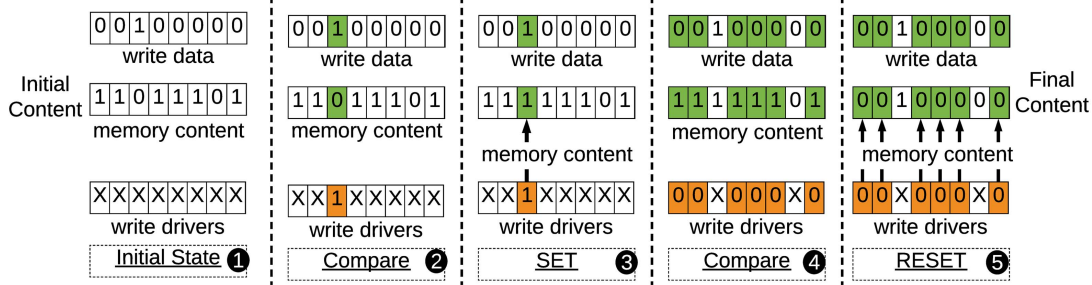 Initial
Content
0 0 1 0 0 0 0 0
write data
1 1 0 1 1 1 0 1
memory content
X X X X X X X X
write drivers
Initial State 1
0 0 1 0 0 0 0 0
write data
1 1 0 1 1 1 0 1
memory content
X X 1 X X X X X
write drivers
Compare 2
0 0 1 0 0 0 0 0
write data
1 1 1 1 1 1 0 1
memory content
X X 1 X X X X X
write drivers
SET 3
0 0 1 0 0 0 0 0
write data
1 1 1 1 1 1 0 1
memory content
0 0 X 0 0 0 X 0
write drivers
Compare 4
0 0 1 0 0 0 0 0
write data
0 0 1 0 0 0 0 0
memory content
0 0 X 0 0 0 X 0
write drivers
RESET 5
Final
Content